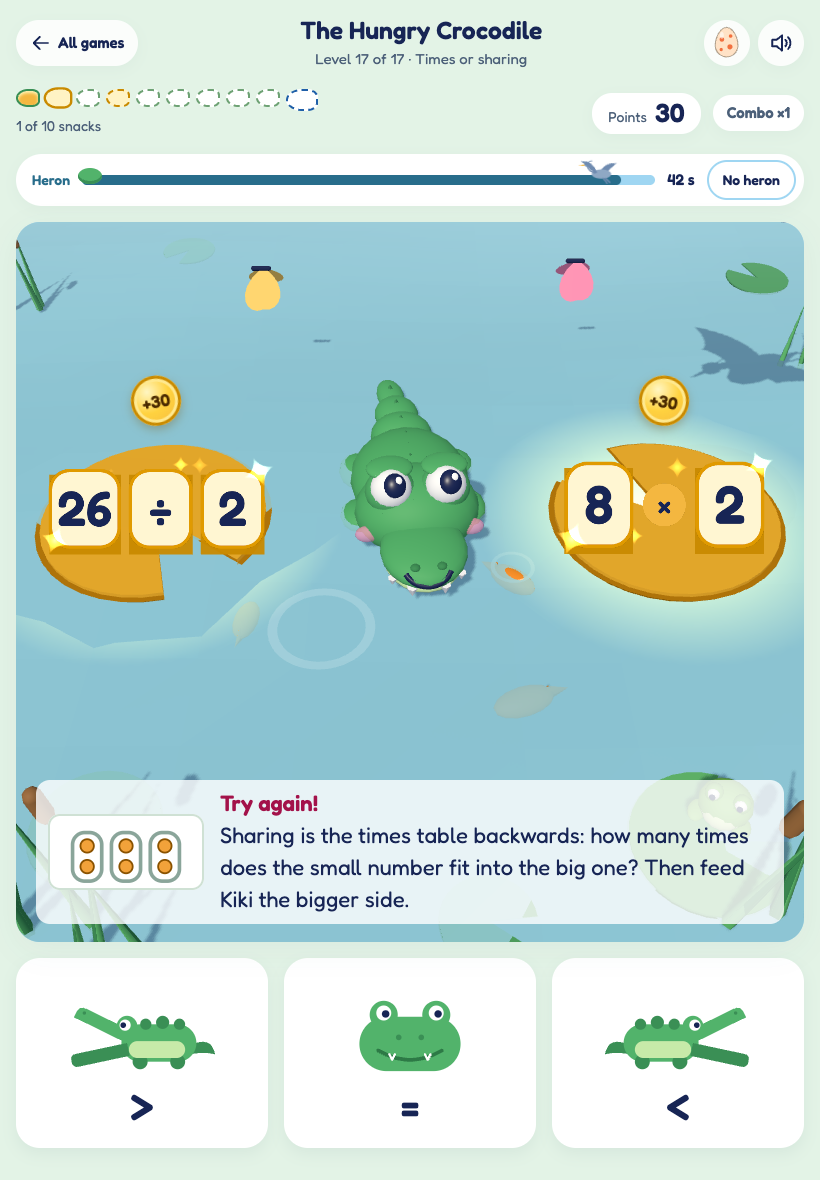 All games
The Hungry Crocodile
Level 17 of 17 · Times or sharing
1 of 10 snacks
Points 30
Combo ×1
Heron
42 s
No heron
+30
+30
26 ÷ 2
8 × 2
Try again!
Sharing is the times table backwards: how many times
does the small number fit into the big one? Then feed
Kiki the bigger side.
>
=
<